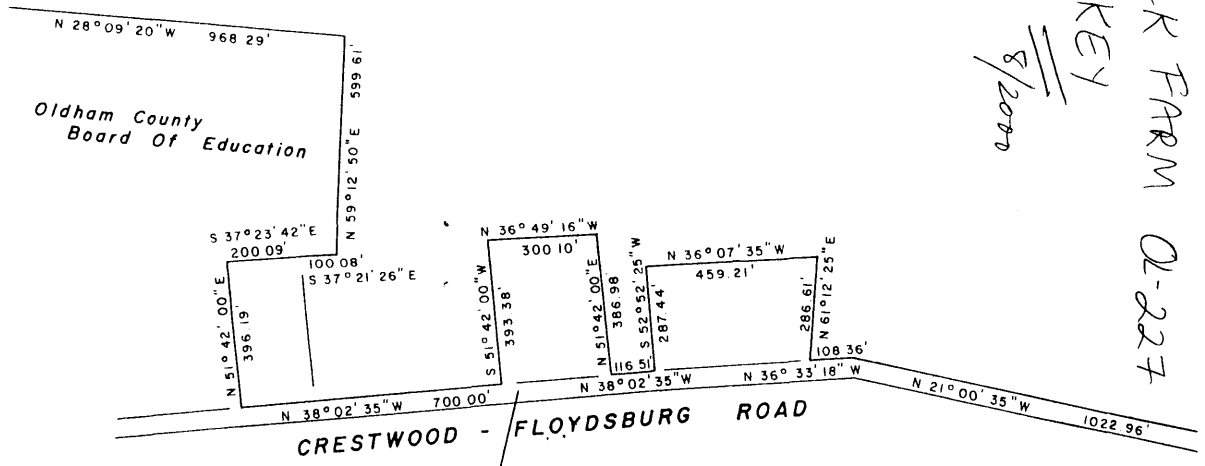 N 28°09'20"W 968 29'
599 61'
N 59°12'50"E
Oldham County
Board Of Education
S 37°23'42"E
200 09'
100 08'
S 37°21'26"E
N 51°42'00"E
396.19'
N 36°49'16"W
300 10'
S 51°42'00"W
393.38'
N 51°42'00"E
386.98'
S 52°52'25"W
287.44'
N 36°07'35"W
459.21'
286.61'
N 61°12'25"E
116 51'
108 36'
N 38°02'35"W 700 00'
N 38°02'35"W
N 36°33'18"W
N 21°00'35"W
1022.96'
CRESTWOOD - FLOYDSBURG ROAD
FARM OL-227
KEY
8/2000